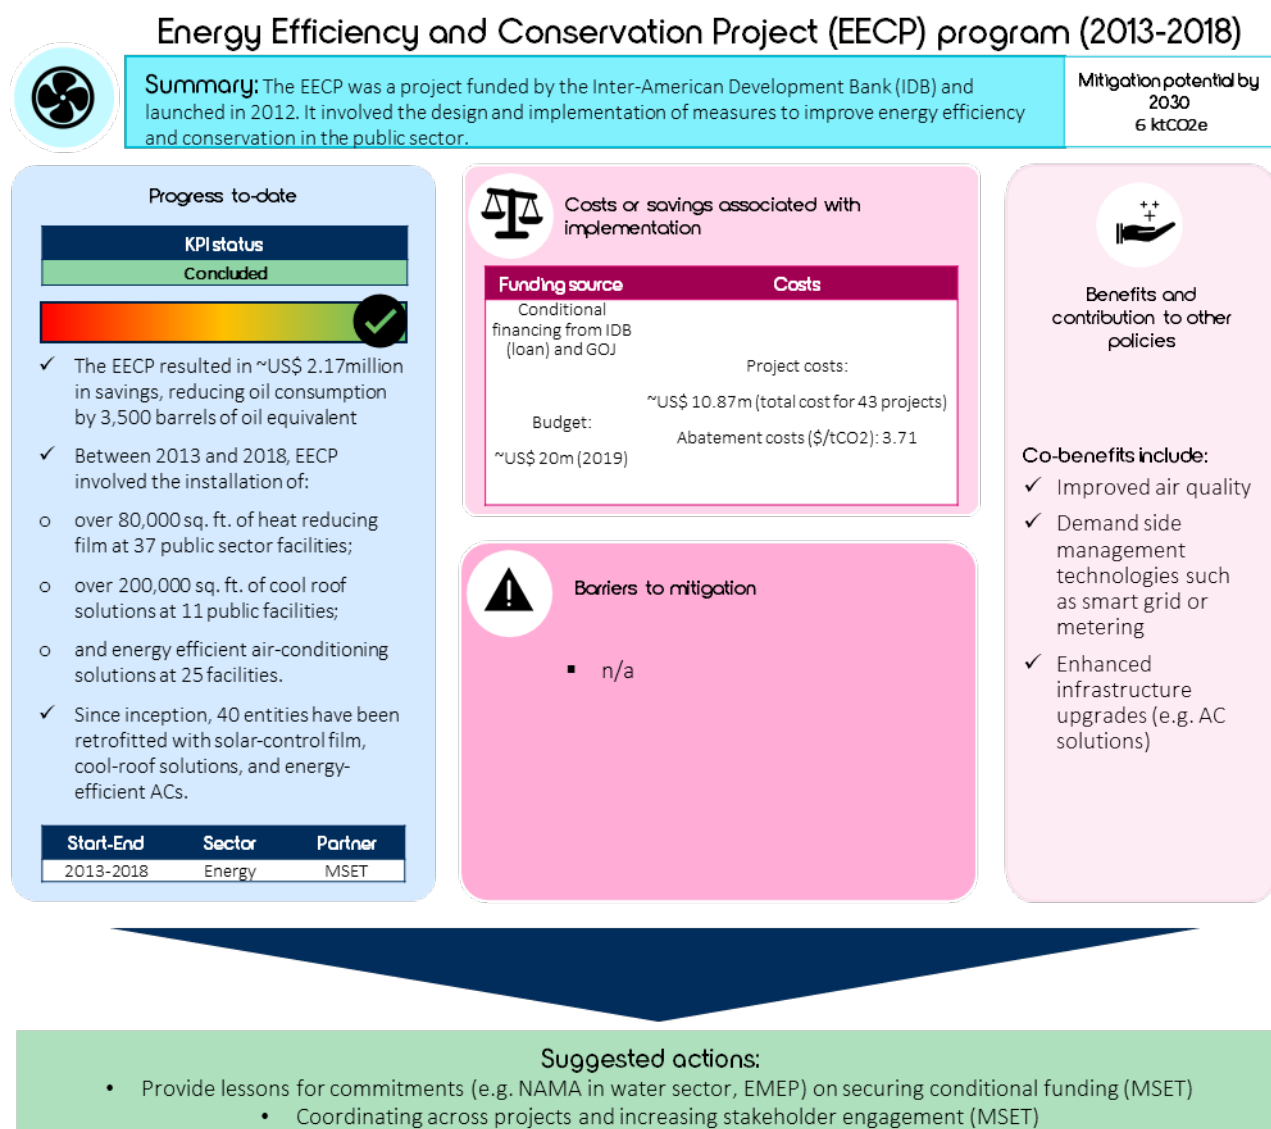 Energy Efficiency and Conservation Project (EECP) program (2013-2018)
Summary: The EECP was a project funded by the Inter-American Development Bank (IDB) and
launched in 2012. It involved the design and implementation of measures to improve energy efficiency
and conservation in the public sector.
Mitigation potential by
2030
6 ktCO2e
Progress to-date
KPI status
Concluded
✓ The EECP resulted in ~US$ 2.17million
in savings, reducing oil consumption
by 3,500 barrels of oil equivalent
✓ Between 2013 and 2018, EECP
involved the installation of:
o over 80,000 sq. ft. of heat reducing
film at 37 public sector facilities;
o over 200,000 sq. ft. of cool roof
solutions at 11 public facilities;
o and energy efficient air-conditioning
solutions at 25 facilities.
✓ Since inception, 40 entities have been
retrofitted with solar-control film,
cool-roof solutions, and energy-
efficient ACs.
Start-End Sector Partner
2013-2018 Energy MSET
Costs or savings associated with
implementation
Funding source Costs
Conditional
financing from IDB
(loan) and GOJ
Budget:
~US$ 20m (2019)
Project costs:
~US$ 10.87m (total cost for 43 projects)
Abatement costs ($/tCO2): 3.71
Barriers to mitigation
▪ n/a
Benefits and
contribution to other
policies
Co-benefits include:
✓ Improved air quality
✓ Demand side
management
technologies such
as smart grid or
metering
✓ Enhanced
infrastructure
upgrades (e.g. AC
solutions)
Suggested actions:
• Provide lessons for commitments (e.g. NAMA in water sector, EMEP) on securing conditional funding (MSET)
• Coordinating across projects and increasing stakeholder engagement (MSET)